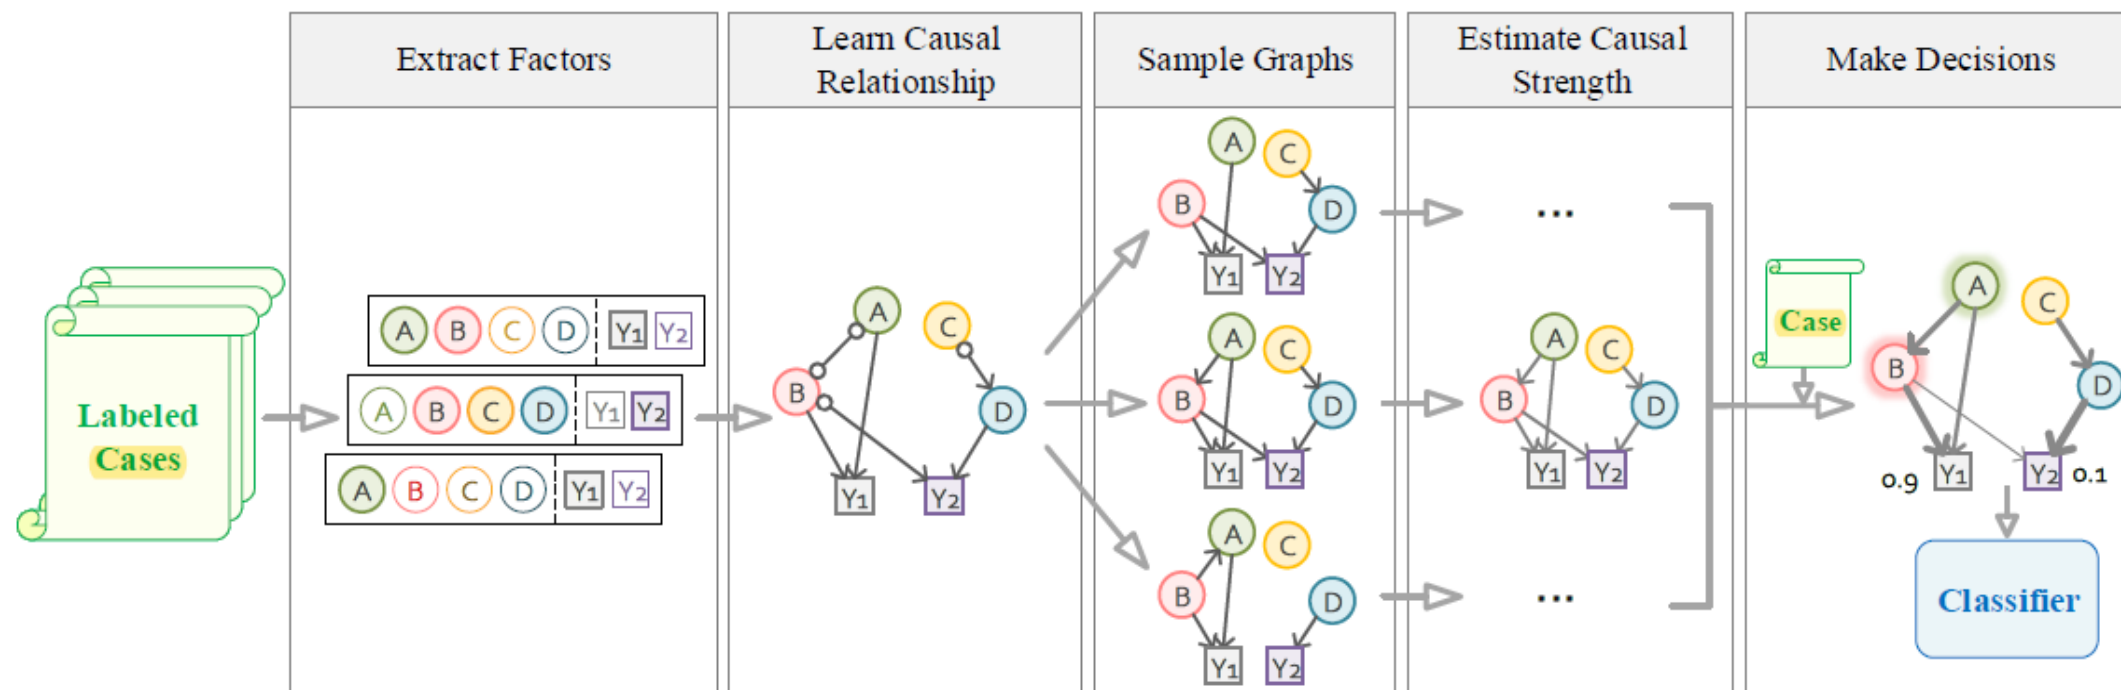 Extract Factors
Learn Causal
Relationship
Sample Graphs
Estimate Causal
Strength
Make Decisions
Labeled
Cases
A B C D Y1 Y2
A B C D Y1 Y2
A B C D Y1 Y2
A
C
B
D
Y1 Y2
A
C
B
D
Y1 Y2
A
C
B
D
Y1 Y2
A
C
B
D
Y1 Y2
...
A
C
B
D
Y1 Y2
...
Case
A
C
B
D
0.9 Y1 Y2 0.1
Classifier